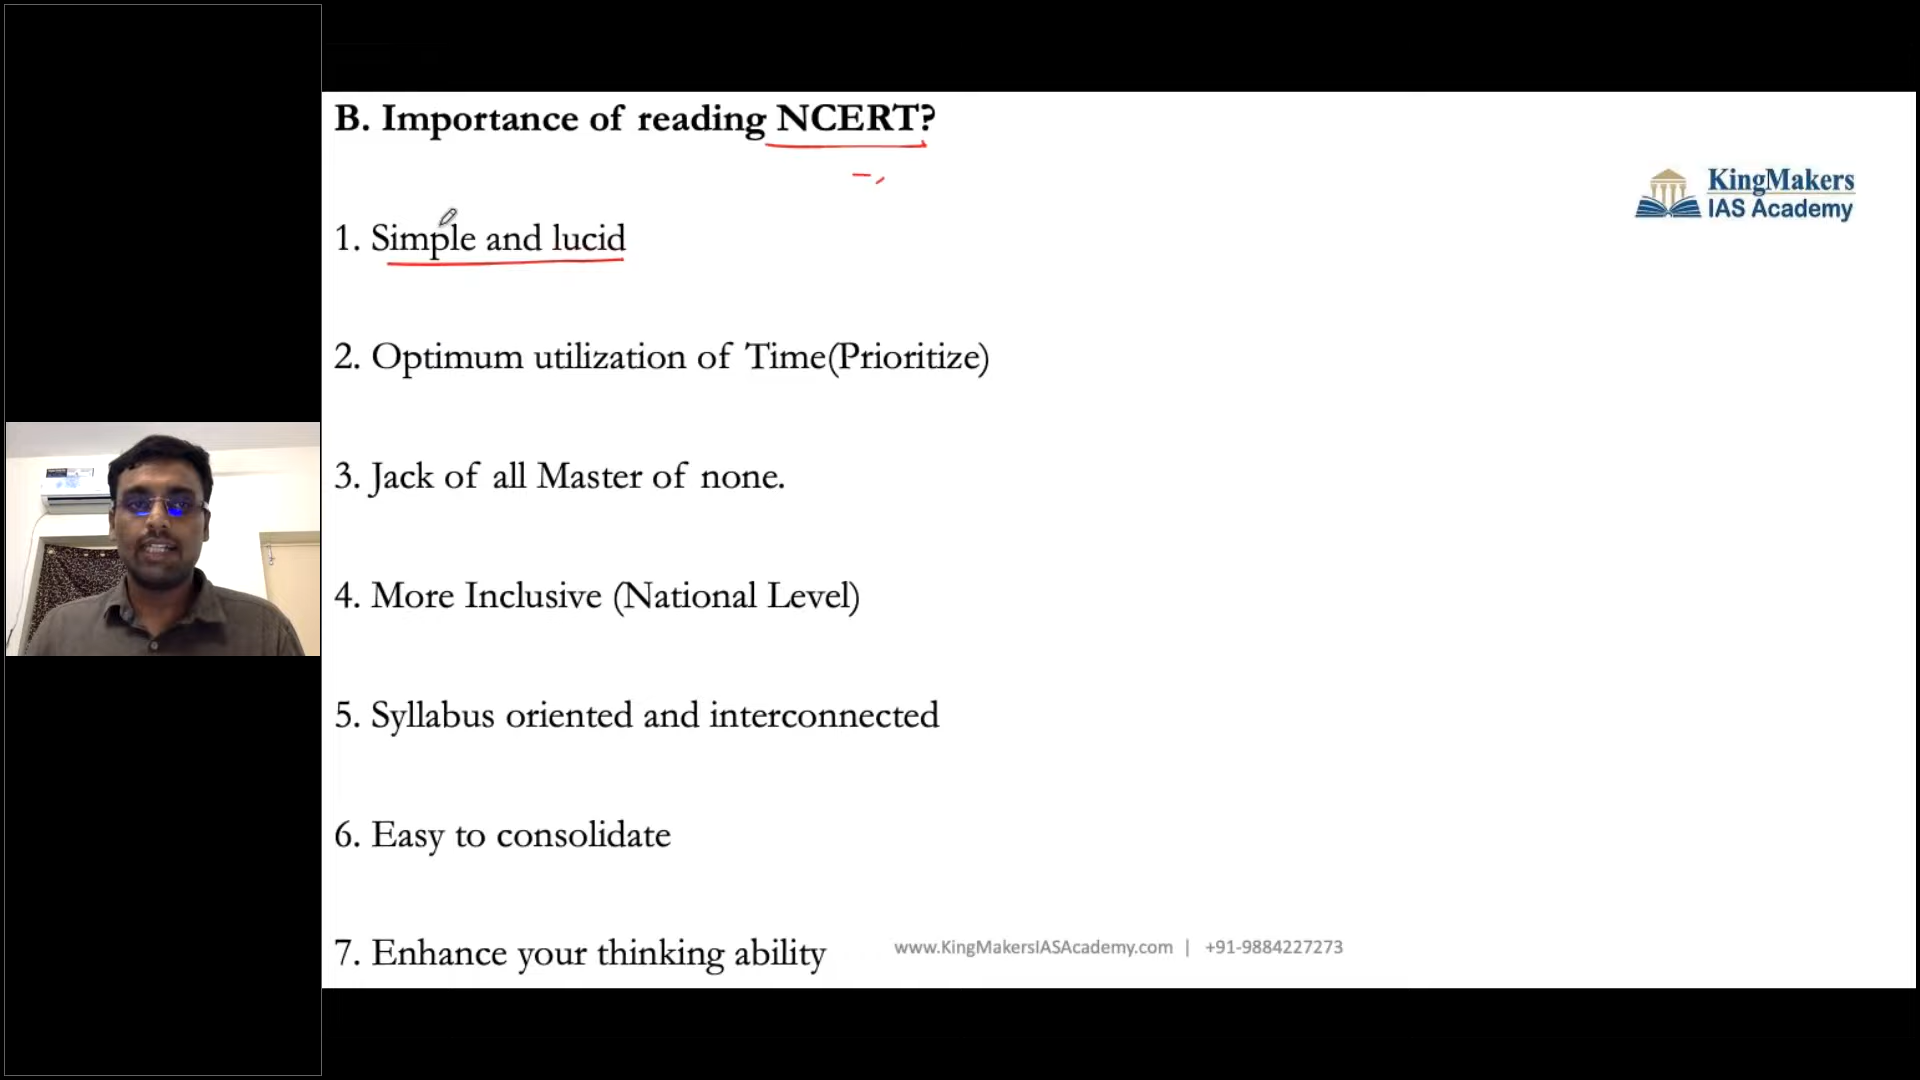 B. Importance of reading NCERT?
KingMakers
IAS Academy
1. Simple and lucid
2. Optimum utilization of Time(Prioritize)
3. Jack of all Master of none.
4. More Inclusive (National Level)
5. Syllabus oriented and interconnected
6. Easy to consolidate
7. Enhance your thinking ability
www.KingMakersIASAcademy.com | +91-9884227273